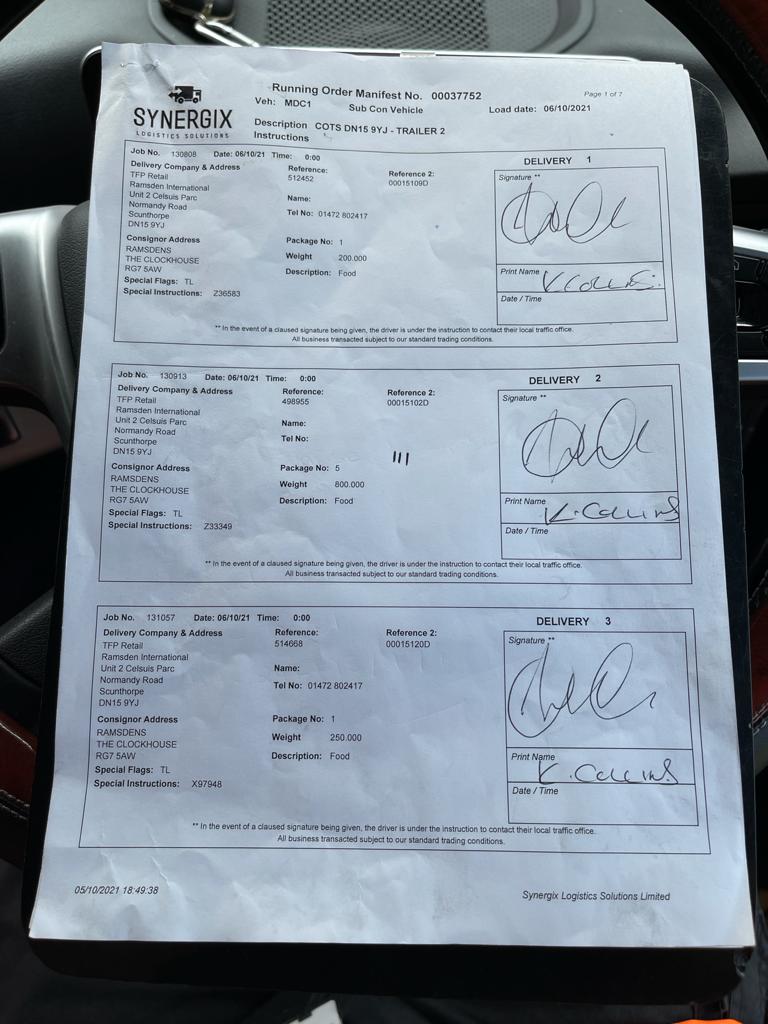 Running Order Manifest No. 00037752
Page 1 of 7
Veh: MDC1 Sub Con Vehicle Load date: 06/10/2021
SYNERGIX
LOGISTICS SOLUTIONS
Description COTS DN15 9YJ - TRAILER 2
Instructions
Job No. 130808 Date: 06/10/21 Time: 0:00
DELIVERY 1
Delivery Company & Address Reference: Reference 2: Signature **
TFP Retail 512452 00015109D
Ramsden International
Unit 2 Celsuis Parc Name:
Normandy Road
Scunthorpe Tel No: 01472 802417
DN15 9YJ
Consignor Address Package No: 1
RAMSDENS
THE CLOCKHOUSE Weight 200.000
RG7 5AW Description: Food Print Name K Collins
Special Flags: TL
Special Instructions: Z36583 Date / Time
** In the event of a claused signature being given, the driver is under the instruction to contact their local traffic office.
All business transacted subject to our standard trading conditions.
Job No. 130913 Date: 06/10/21 Time: 0:00
DELIVERY 2
Delivery Company & Address Reference: Reference 2: Signature **
TFP Retail 498955 00015102D
Ramsden International
Unit 2 Celsuis Parc Name:
Normandy Road
Scunthorpe Tel No:
DN15 9YJ
III
Consignor Address Package No: 5
RAMSDENS
THE CLOCKHOUSE Weight 800.000
RG7 5AW Description: Food Print Name K. Collins
Special Flags: TL
Special Instructions: Z33349 Date / Time
** In the event of a claused signature being given, the driver is under the instruction to contact their local traffic office.
All business transacted subject to our standard trading conditions.
Job No. 131057 Date: 06/10/21 Time: 0:00
DELIVERY 3
Delivery Company & Address Reference: Reference 2: Signature **
TFP Retail 514668 00015120D
Ramsden International
Unit 2 Celsuis Parc Name:
Normandy Road
Scunthorpe Tel No: 01472 802417
DN15 9YJ
Consignor Address Package No: 1
RAMSDENS
THE CLOCKHOUSE Weight 250.000
RG7 5AW Description: Food Print Name K. Collins
Special Flags: TL
Special Instructions: X97948 Date / Time
** In the event of a claused signature being given, the driver is under the instruction to contact their local traffic office.
All business transacted subject to our standard trading conditions.
05/10/2021 18:49:38
Synergix Logistics Solutions Limited